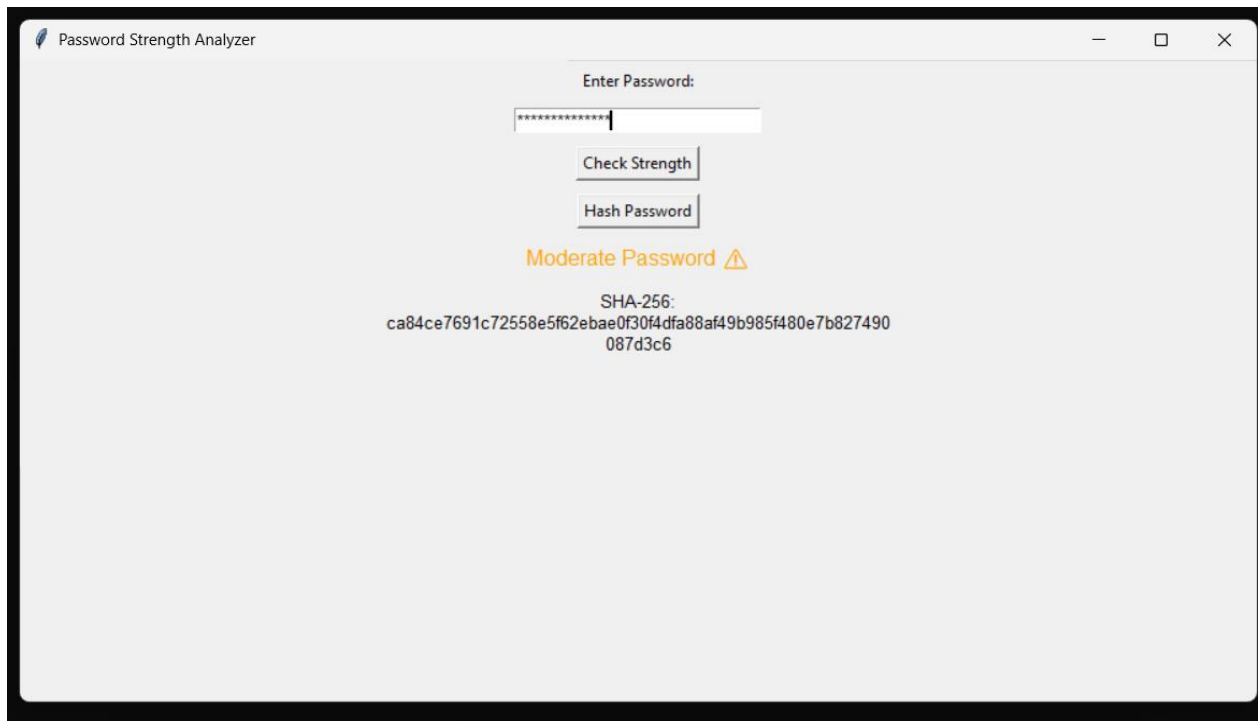 Password Strength Analyzer
Enter Password:
**************
Check Strength
Hash Password
Moderate Password ⚠
SHA-256:
ca84ce7691c72558e5f62ebae0f30f4dfa88af49b985f480e7b827490
087d3c6